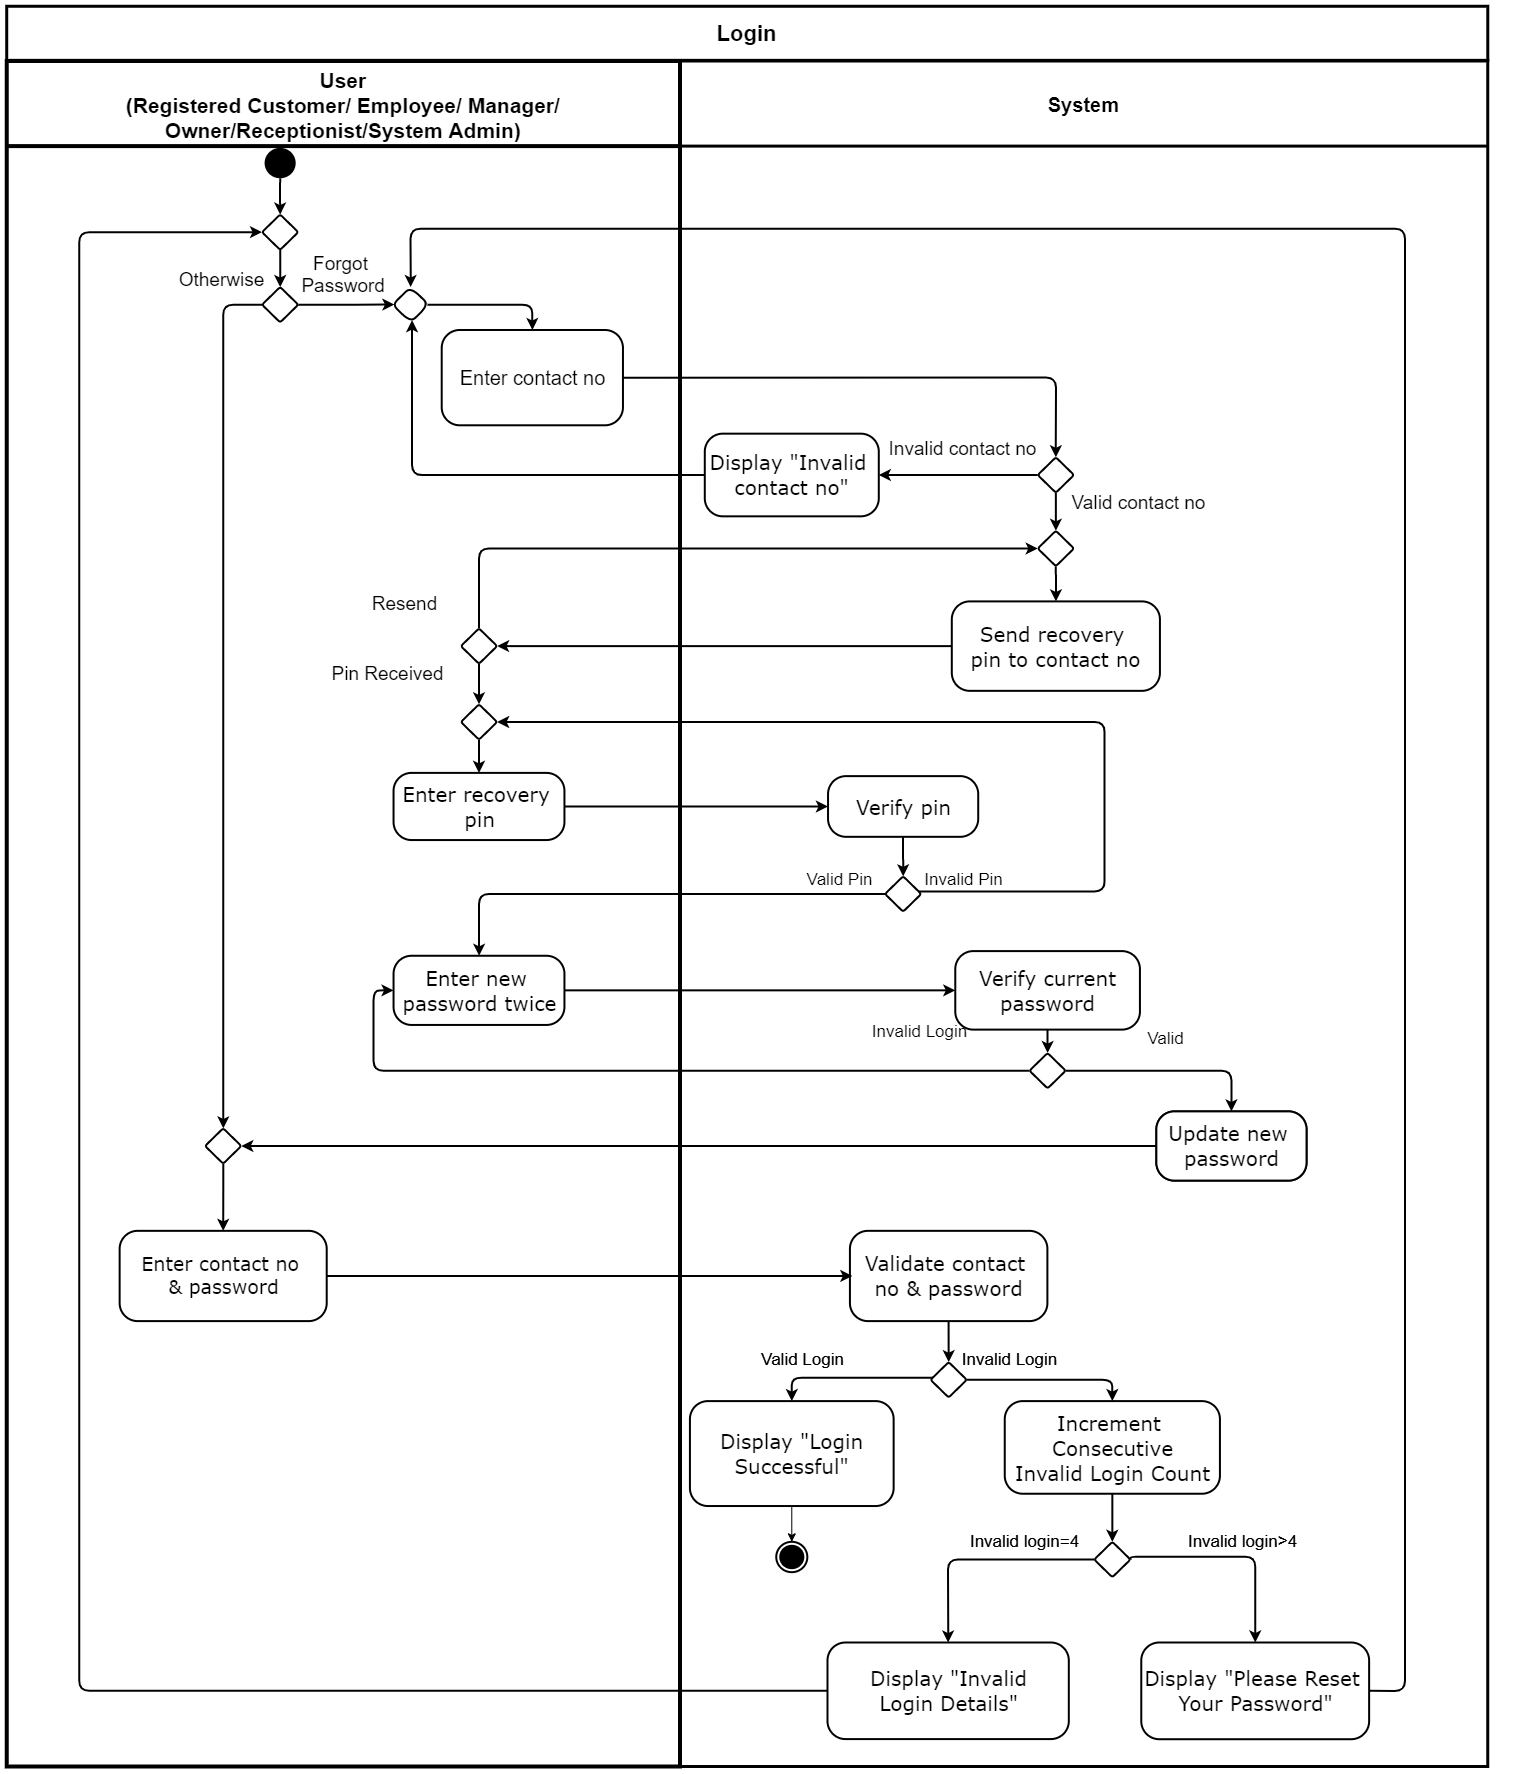 Login
User
(Registered Customer/ Employee/ Manager/
Owner/Receptionist/System Admin)
System
Otherwise
Forgot
Password
Enter contact no
Invalid contact no
Display "Invalid
contact no"
Valid contact no
Resend
Send recovery
pin to contact no
Pin Received
Enter recovery
pin
Verify pin
Valid Pin
Invalid Pin
Enter new
password twice
Verify current
password
Invalid Login
Valid
Update new
password
Enter contact no
& password
Validate contact
no & password
Valid Login
Invalid Login
Display "Login
Successful"
Increment
Consecutive
Invalid Login Count
Invalid login=4
Invalid login>4
Display "Invalid
Login Details"
Display "Please Reset
Your Password"